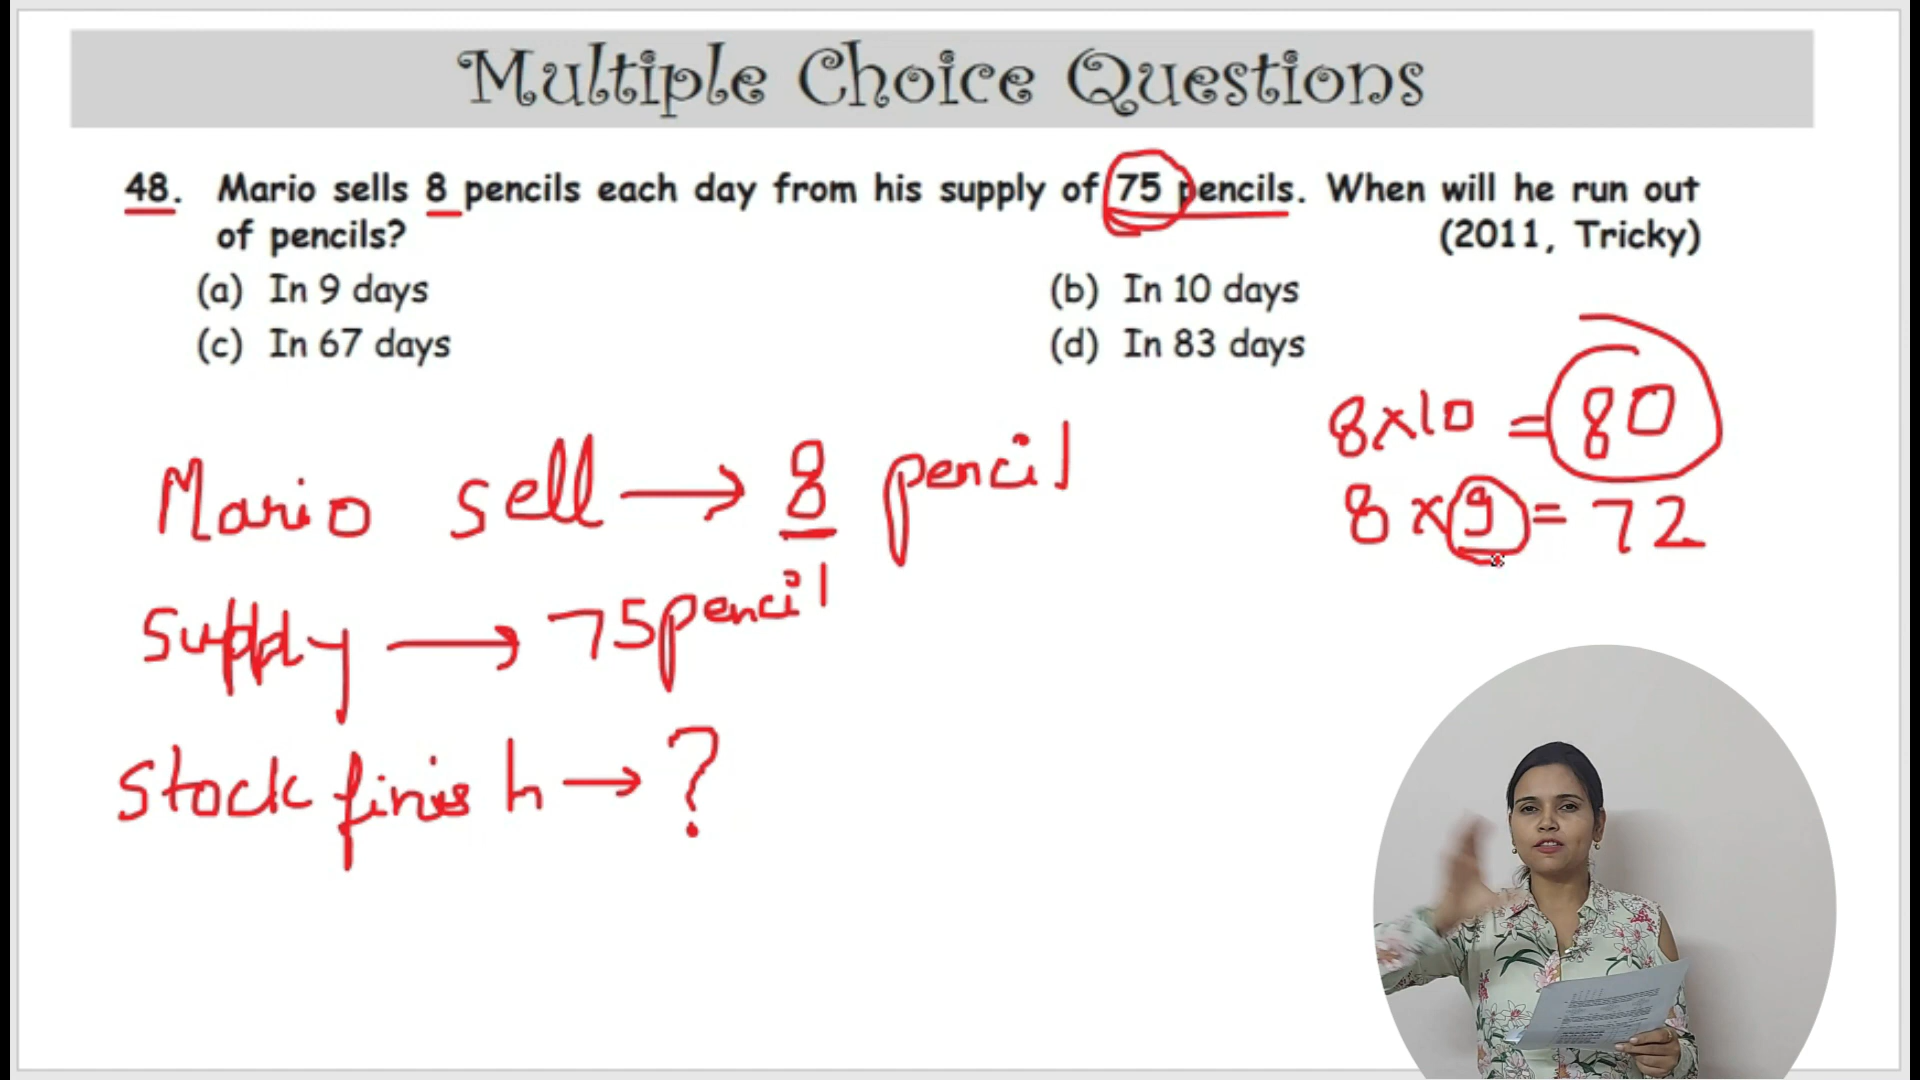 Multiple Choice Questions
48. Mario sells 8 pencils each day from his supply of 75 pencils. When will he run out
of pencils? (2011, Tricky)
(a) In 9 days (b) In 10 days
(c) In 67 days (d) In 83 days
8x10 = 80
Mario sell → 8 pencil
8 x 9 = 72
Supply → 75 pencil
Stock finish → ?